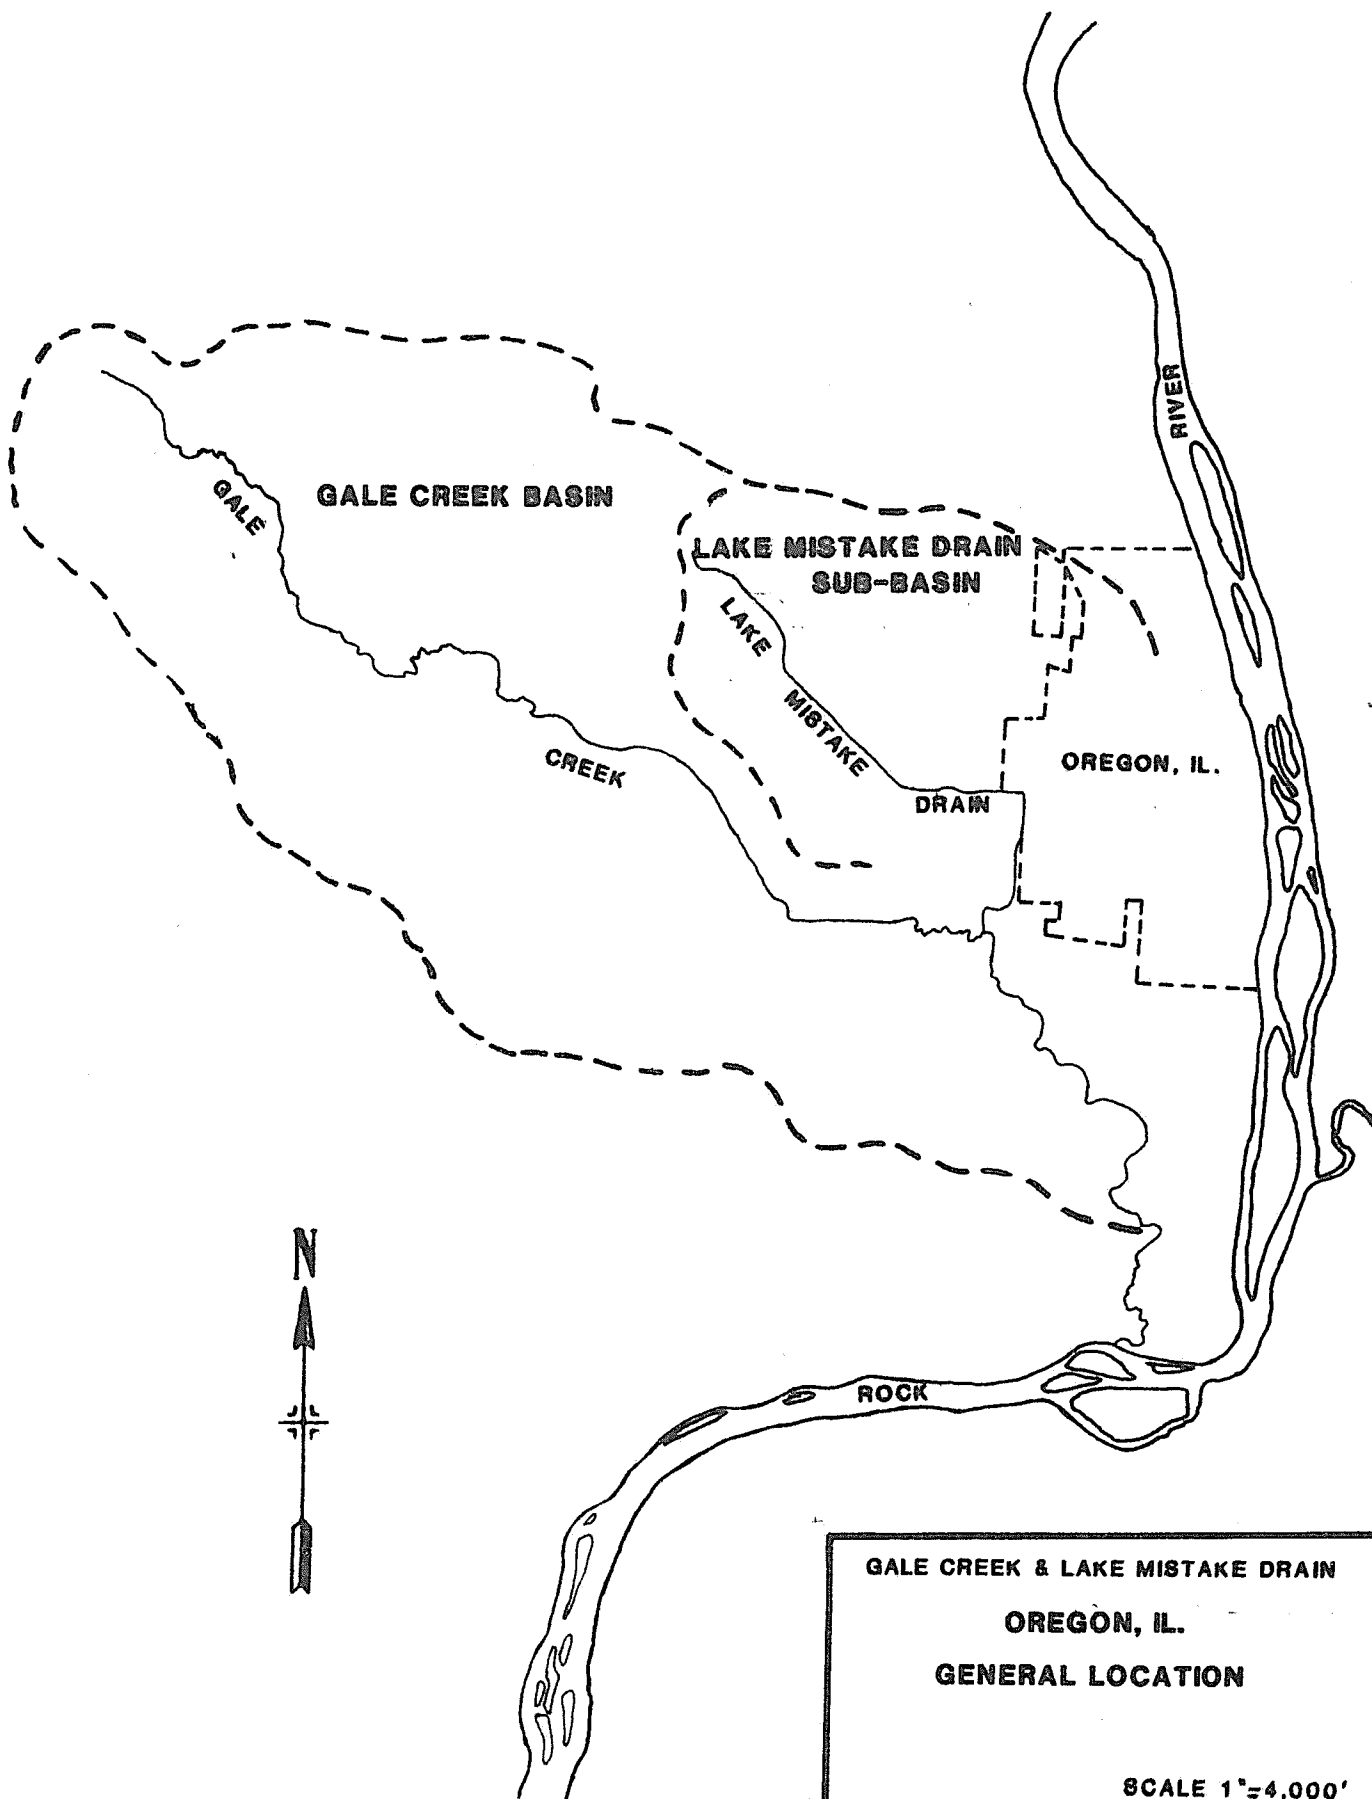 RIVER
GALE CREEK BASIN
GALE
CREEK
LAKE MISTAKE DRAIN
SUB-BASIN
LAKE
MISTAKE
DRAIN
OREGON, IL.
N
ROCK
GALE CREEK & LAKE MISTAKE DRAIN
OREGON, IL.
GENERAL LOCATION
SCALE 1"=4,000'